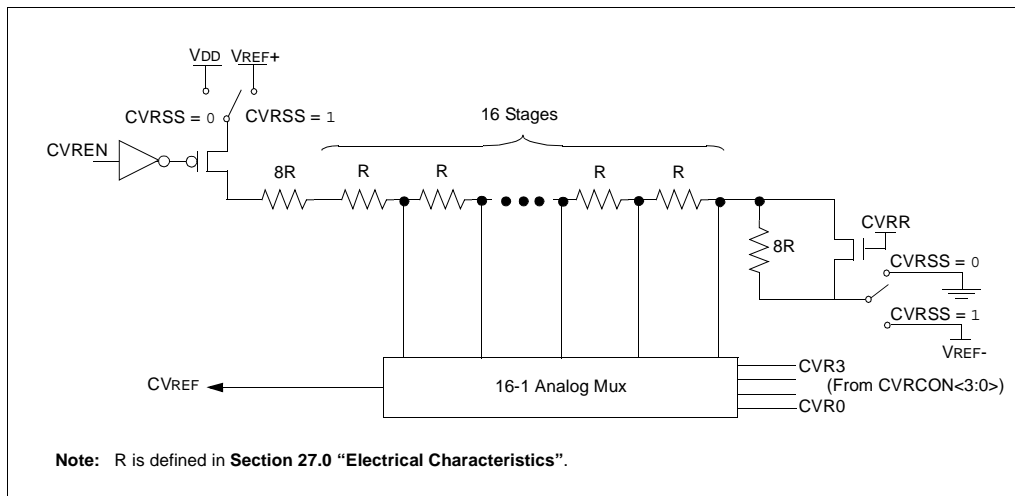 VDD VREF+
CVRSS = 0 CVRSS = 1
16 Stages
CVREN
8R R R R R
CVRR
8R
CVRSS = 0
CVRSS = 1
VREF-
CVREF
16-1 Analog Mux
CVR3
(From CVRCON<3:0>)
CVR0
Note: R is defined in Section 27.0 “Electrical Characteristics”.